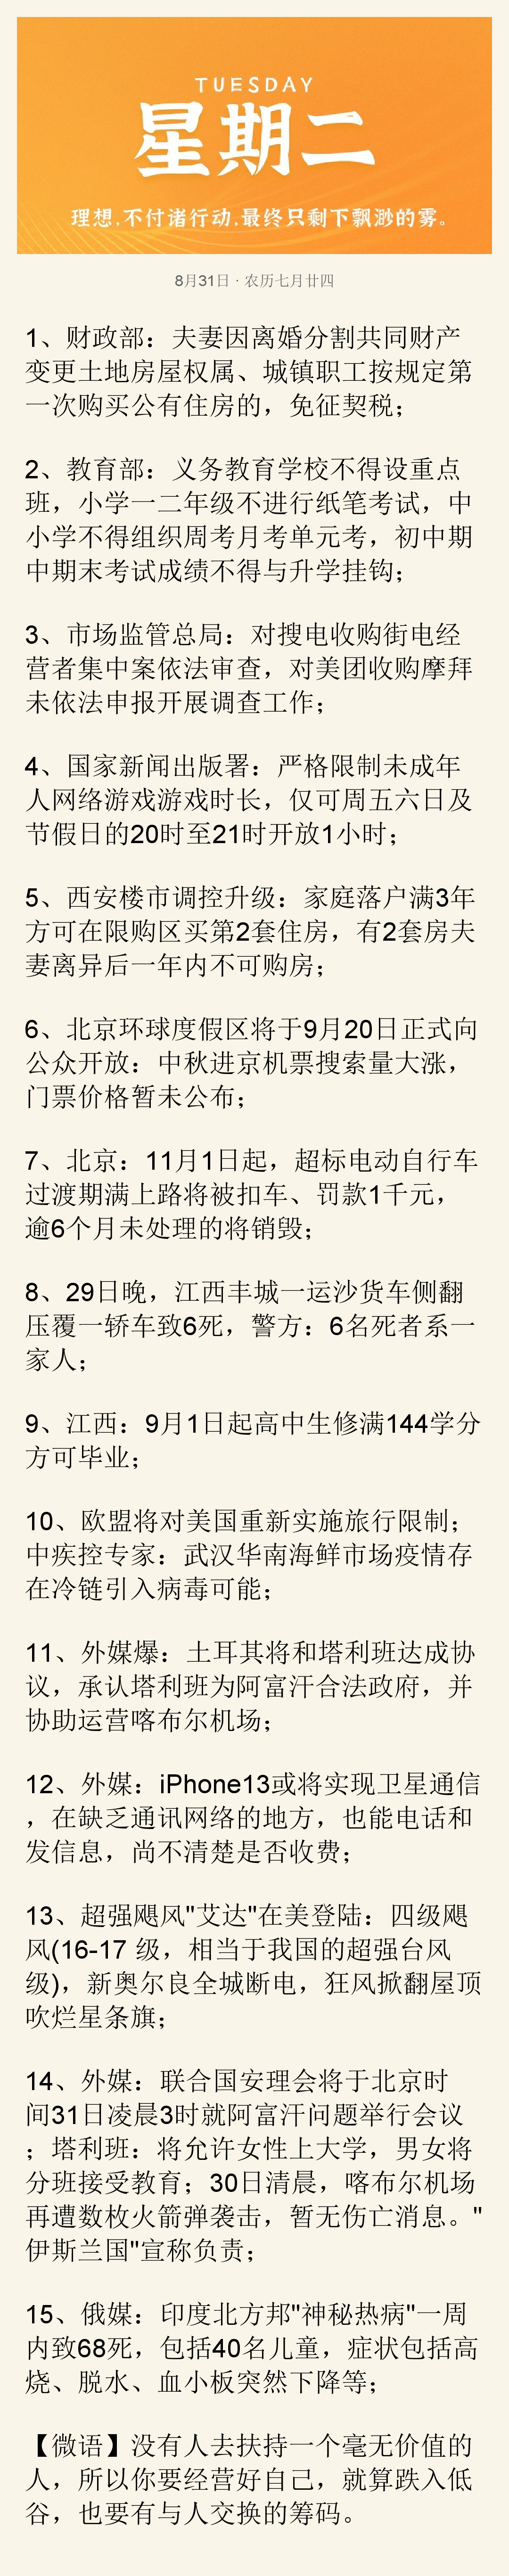 TUESDAY
星期二
理想,不付诸行动,最终只剩下飘渺的雾。
8月31日 · 农历七月廿四
1、财政部：夫妻因离婚分割共同财产
变更土地房屋权属、城镇职工按规定第
一次购买公有住房的，免征契税；
2、教育部：义务教育学校不得设重点
班，小学一二年级不进行纸笔考试，中
小学不得组织周考月考单元考，初中期
中期末考试成绩不得与升学挂钩；
3、市场监管总局：对搜电收购街电经
营者集中案依法审查，对美团收购摩拜
未依法申报开展调查工作；
4、国家新闻出版署：严格限制未成年
人网络游戏游戏时长，仅可周五六日及
节假日的20时至21时开放1小时；
5、西安楼市调控升级：家庭落户满3年
方可在限购区买第2套住房，有2套房夫
妻离异后一年内不可购房；
6、北京环球度假区将于9月20日正式向
公众开放：中秋进京机票搜索量大涨，
门票价格暂未公布；
7、北京：11月1日起，超标电动自行车
过渡期满上路将被扣车、罚款1千元，
逾6个月未处理的将销毁；
8、29日晚，江西丰城一运沙货车侧翻
压覆一轿车致6死，警方：6名死者系一
家人；
9、江西：9月1日起高中生修满144学分
方可毕业；
10、欧盟将对美国重新实施旅行限制；
中疾控专家：武汉华南海鲜市场疫情存
在冷链引入病毒可能；
11、外媒爆：土耳其将和塔利班达成协
议，承认塔利班为阿富汗合法政府，并
协助运营喀布尔机场；
12、外媒：iPhone13或将实现卫星通信
，在缺乏通讯网络的地方，也能电话和
发信息，尚不清楚是否收费；
13、超强飓风"艾达"在美登陆：四级飓
风(16-17 级，相当于我国的超强台风
级)，新奥尔良全城断电，狂风掀翻屋顶
吹烂星条旗；
14、外媒：联合国安理会将于北京时
间31日凌晨3时就阿富汗问题举行会议
；塔利班：将允许女性上大学，男女将
分班接受教育；30日清晨，喀布尔机场
再遭数枚火箭弹袭击，暂无伤亡消息。"
伊斯兰国"宣称负责；
15、俄媒：印度北方邦"神秘热病"一周
内致68死，包括40名儿童，症状包括高
烧、脱水、血小板突然下降等；
【微语】没有人去扶持一个毫无价值的
人，所以你要经营好自己，就算跌入低
谷，也要有与人交换的筹码。